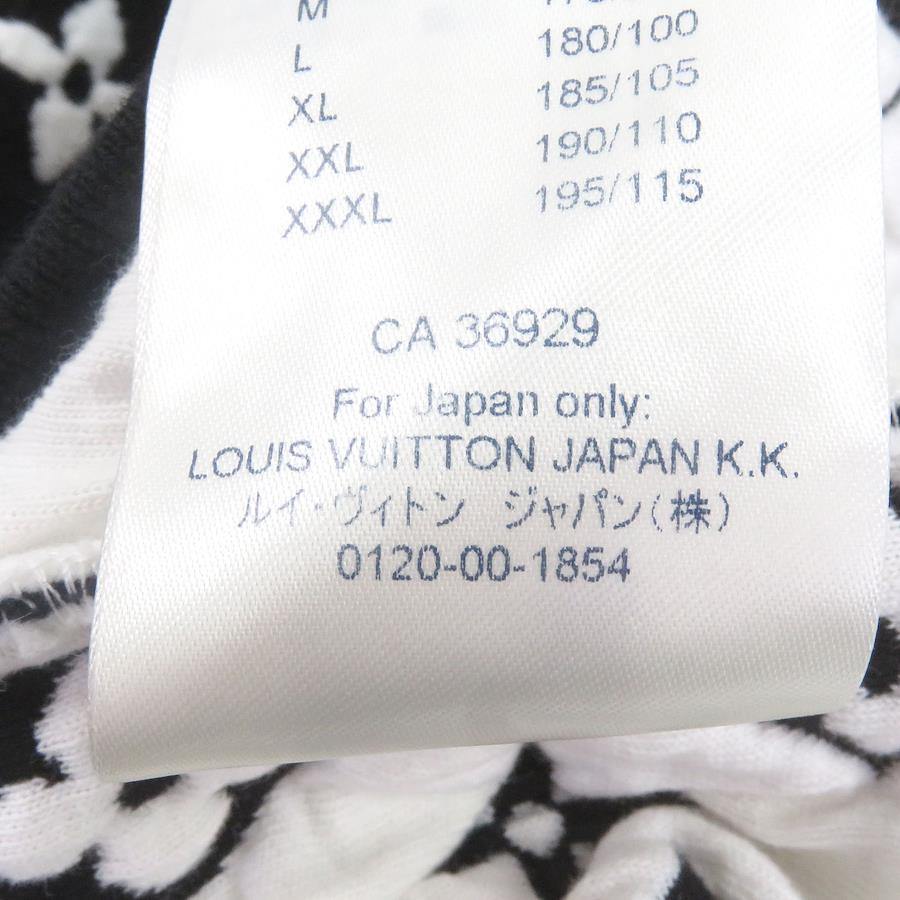 M
L 180/100
XL 185/105
XXL 190/110
XXXL 195/115
CA 36929
For Japan only:
LOUIS VUITTON JAPAN K.K.
ルイ・ヴィトン ジャパン(株)
0120-00-1854